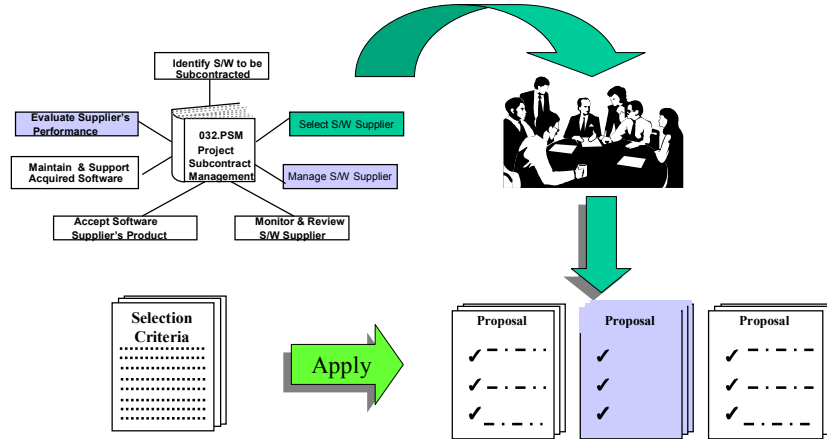 Identify S/W to be
Subcontracted
Evaluate Supplier's
Performance
032.PSM
Project
Subcontract
Management
Select S/W Supplier
Maintain & Support
Acquired Software
Manage S/W Supplier
Accept Software
Supplier's Product
Monitor & Review
S/W Supplier
Selection
Criteria
Apply
Proposal
Proposal
Proposal